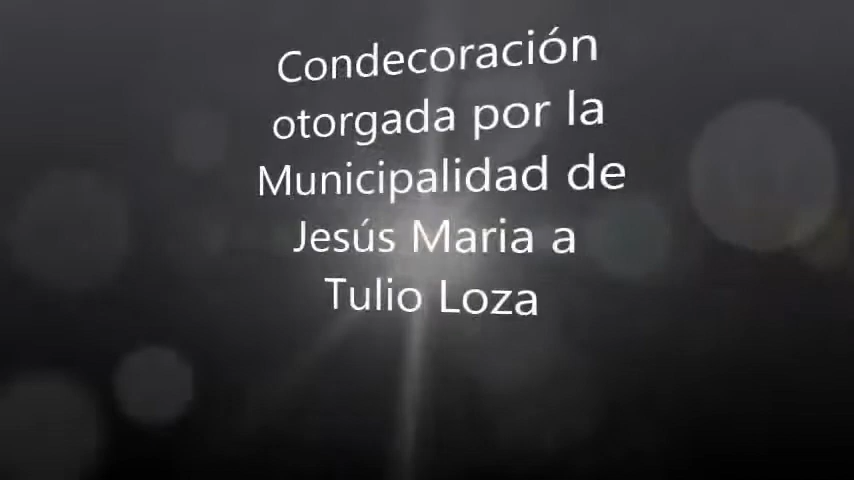 Condecoración
otorgada por la
Municipalidad de
Jesús Maria a
Tulio Loza